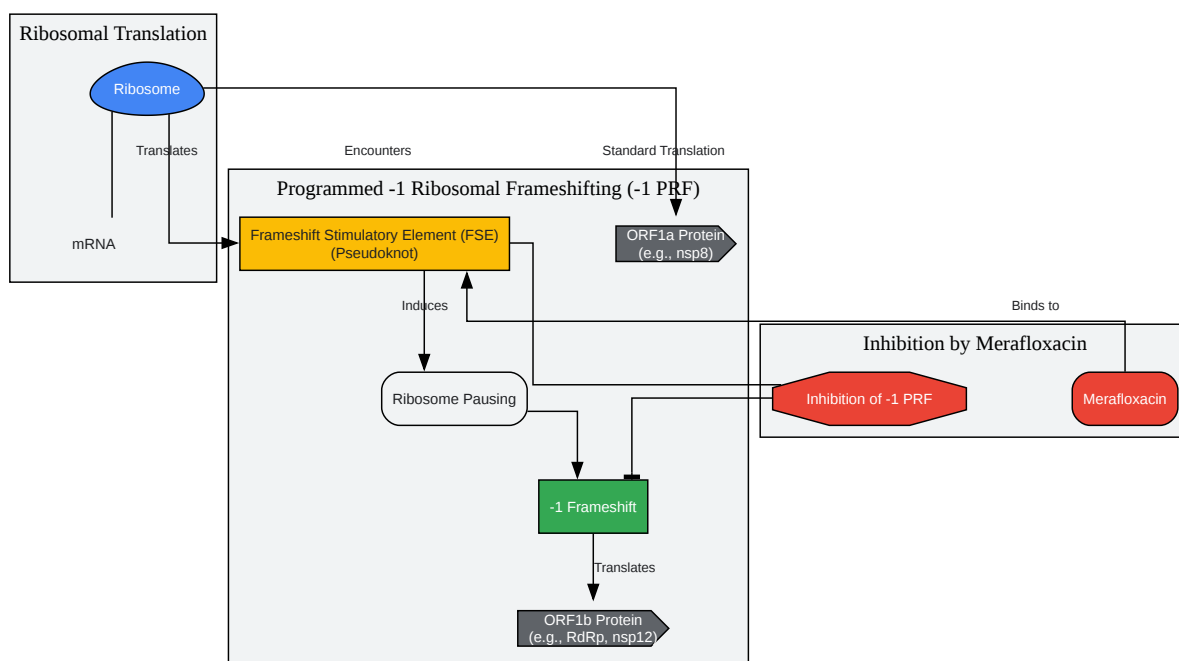 Ribosomal Translation
Ribosome
Translates
Encounters
Standard Translation
Programmed -1 Ribosomal Frameshifting (-1 PRF)
mRNA
Frameshift Stimulatory Element (FSE)
(Pseudoknot)
ORF1a Protein
(e.g., nsp8)
Induces
Binds to
Inhibition by Merafloxacin
Ribosome Pausing
Inhibition of -1 PRF
Merafloxacin
-1 Frameshift
Translates
ORF1b Protein
(e.g., RdRp, nsp12)